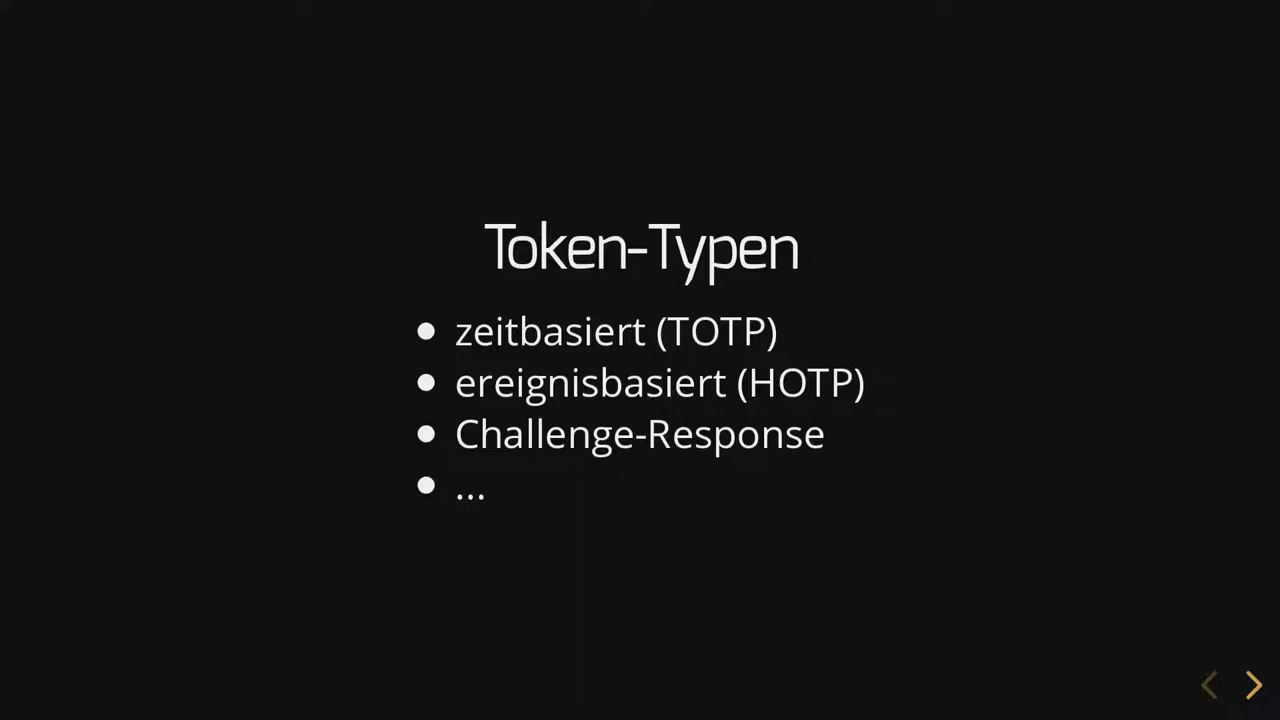 Token-Typen
• zeitbasiert (TOTP)
• ereignisbasiert (HOTP)
• Challenge-Response
• ...